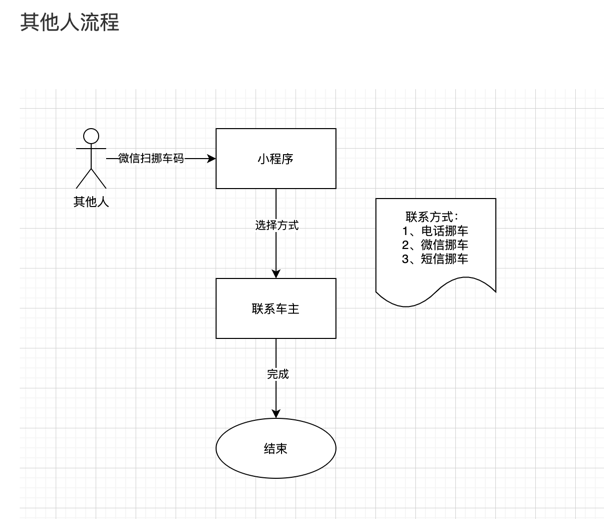 其他人流程
微信扫挪车码
小程序
其他人
选择方式
联系方式：
1、电话挪车
2、微信挪车
3、短信挪车
联系车主
完成
结束